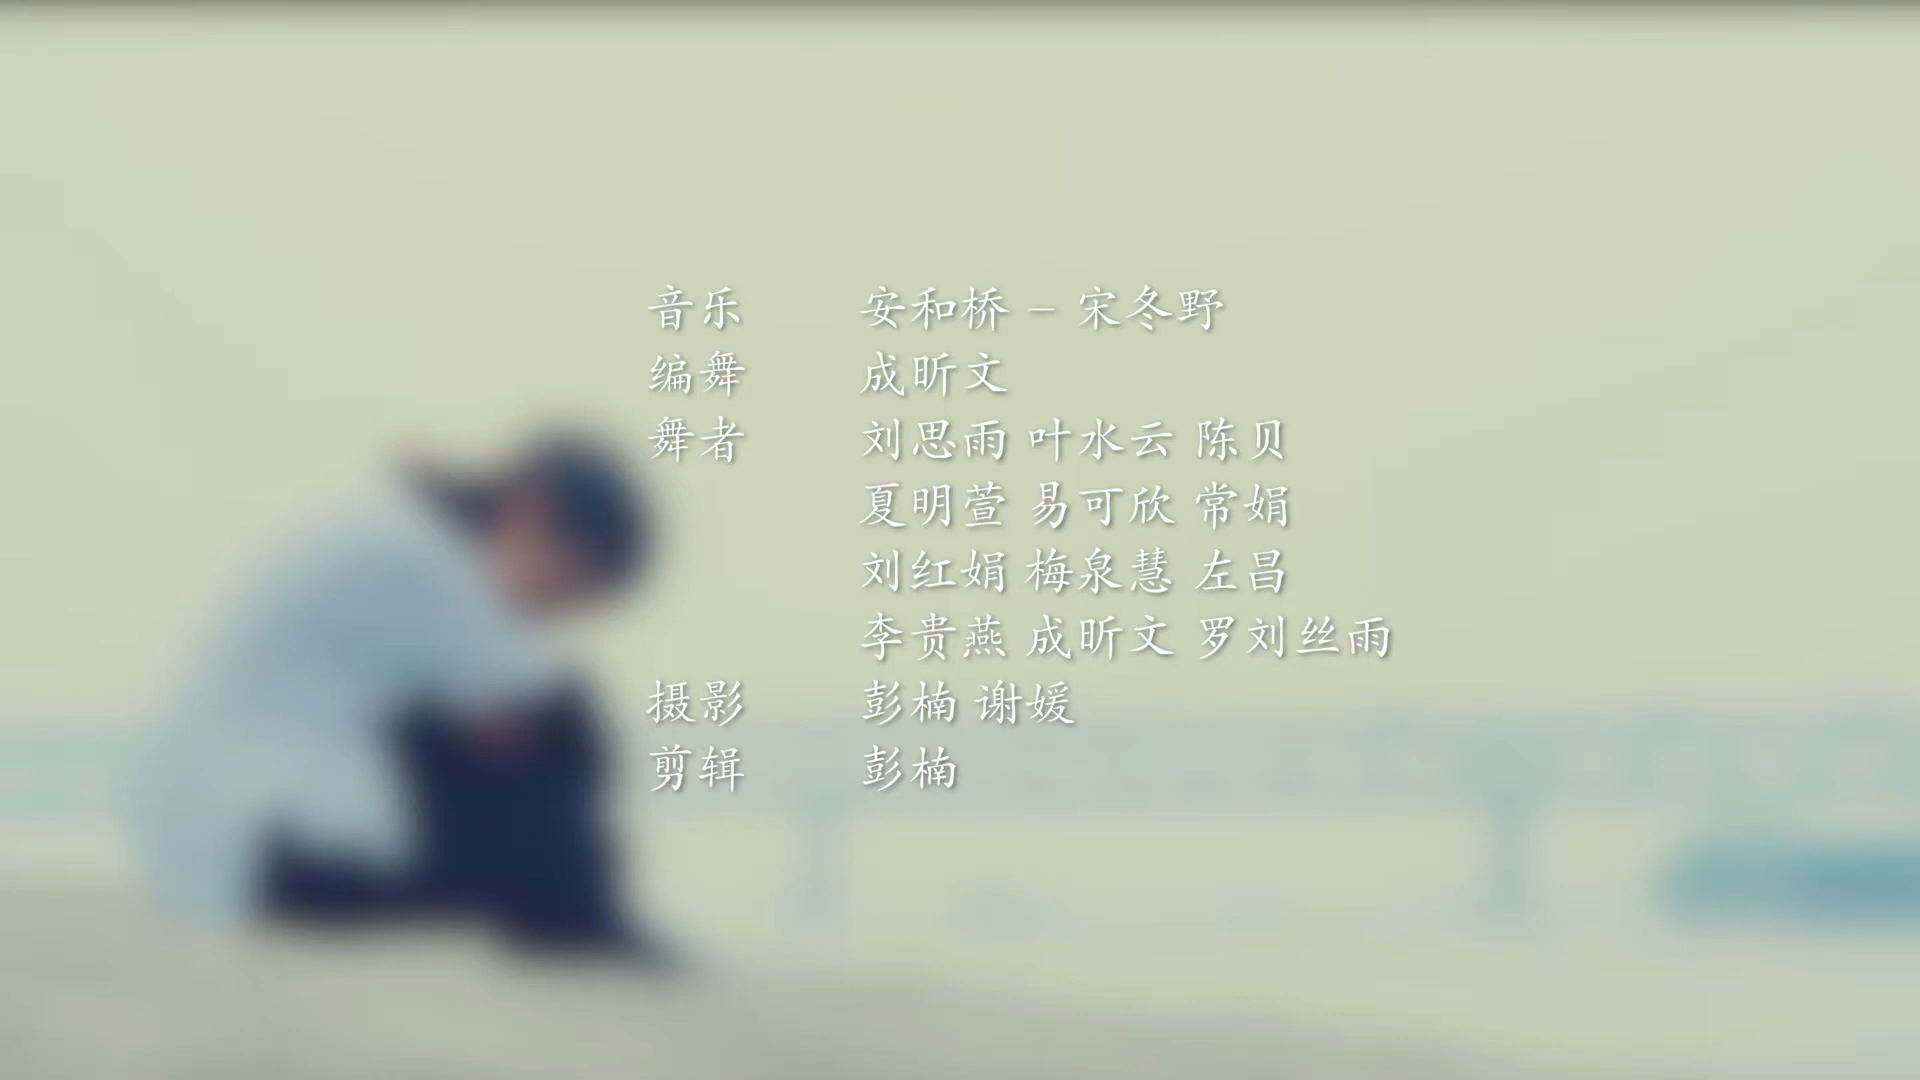 音乐 安和桥 - 宋冬野
编舞 成昕文
舞者 刘思雨 叶水云 陈贝
夏明萱 易可欣 常娟
刘红娟 梅泉慧 左昌
李贵燕 成昕文 罗刘丝雨
摄影 彭楠 谢媛
剪辑 彭楠